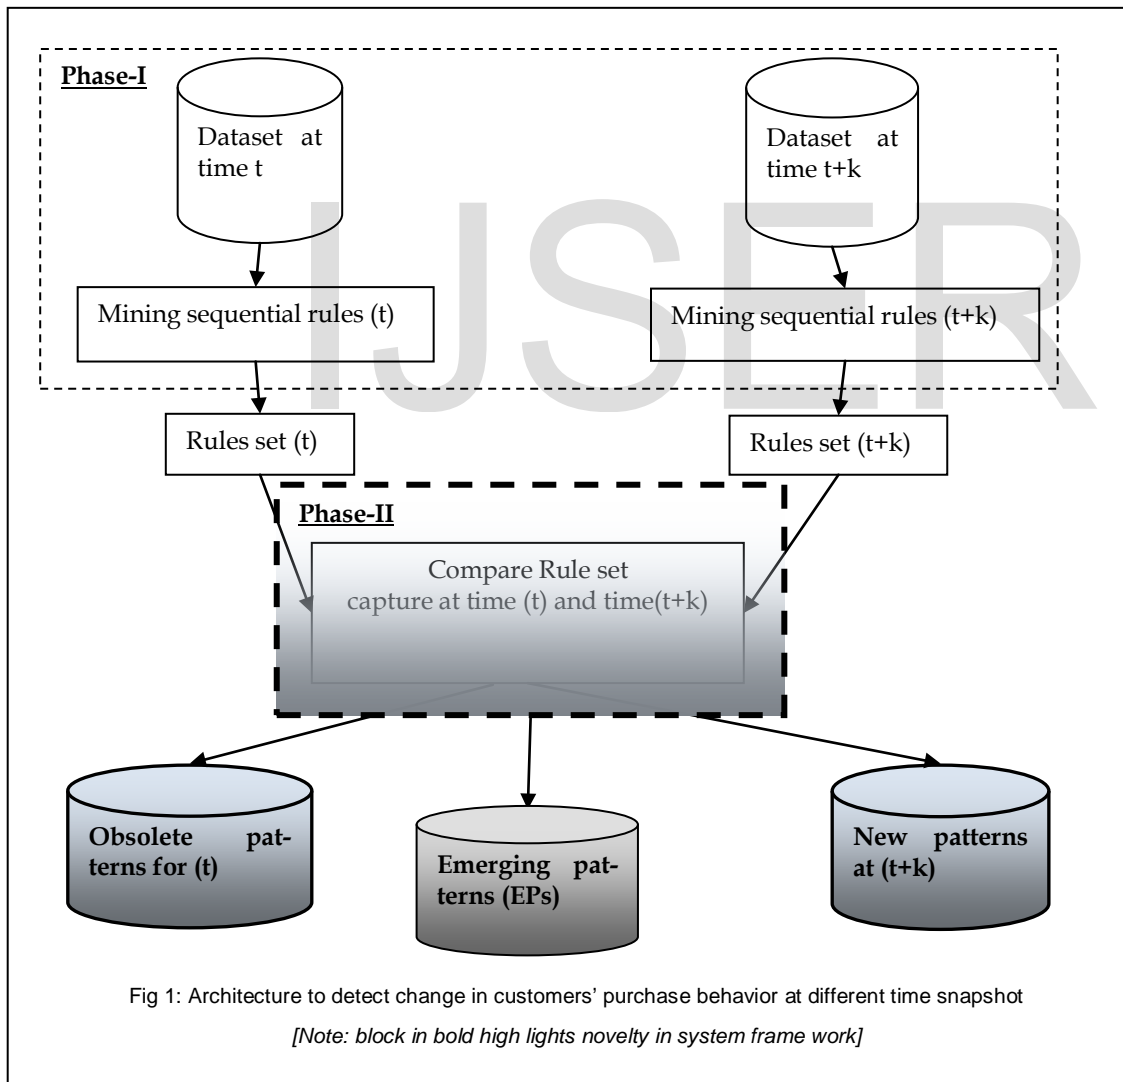 Phase-I
Dataset at
time t
Dataset at
time t+k
IJSER
Mining sequential rules (t)
Mining sequential rules (t+k)
Rules set (t)
Rules set (t+k)
Phase-II
Compare Rule set
capture at time (t) and time(t+k)
Obsolete pat-
terns for (t)
Emerging pat-
terns (EPs)
New patterns
at (t+k)
Fig 1: Architecture to detect change in customers’ purchase behavior at different time snapshot
[Note: block in bold high lights novelty in system frame work]